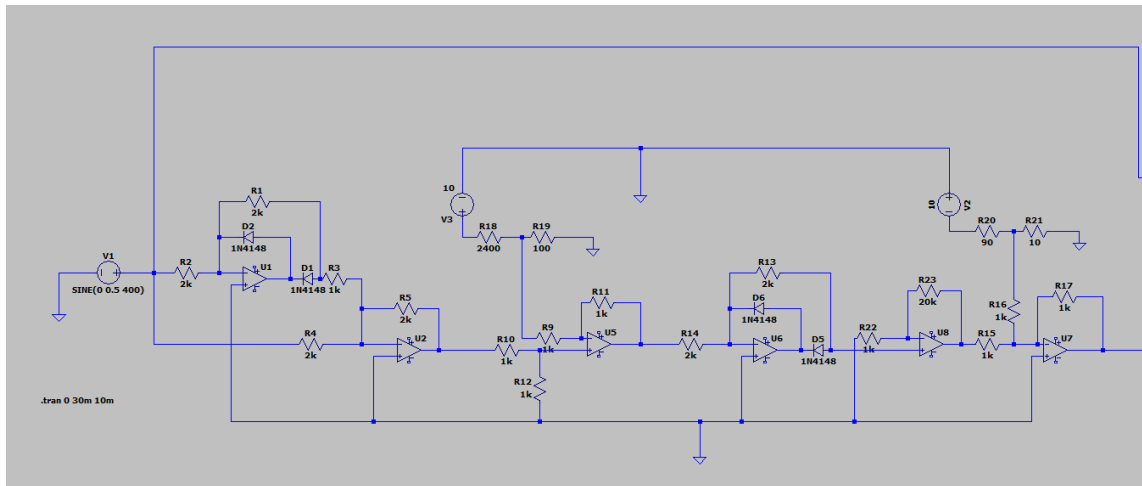 R1
2k
D2
1N4148
V1
SINE(0 0.5 400)
R2
2k
U1
D1
1N4148
R3
1k
R4
2k
R5
2k
U2
10
V3
R18
2400
R19
100
R10
1k
R9
1k
R12
1k
R11
1k
U5
R14
2k
R13
2k
D6
1N4148
U6
D5
1N4148
R22
1k
R23
20k
U8
10
V2
R20
90
R21
10
R15
1k
R16
1k
R17
1k
U7
.tran 0 30m 10m